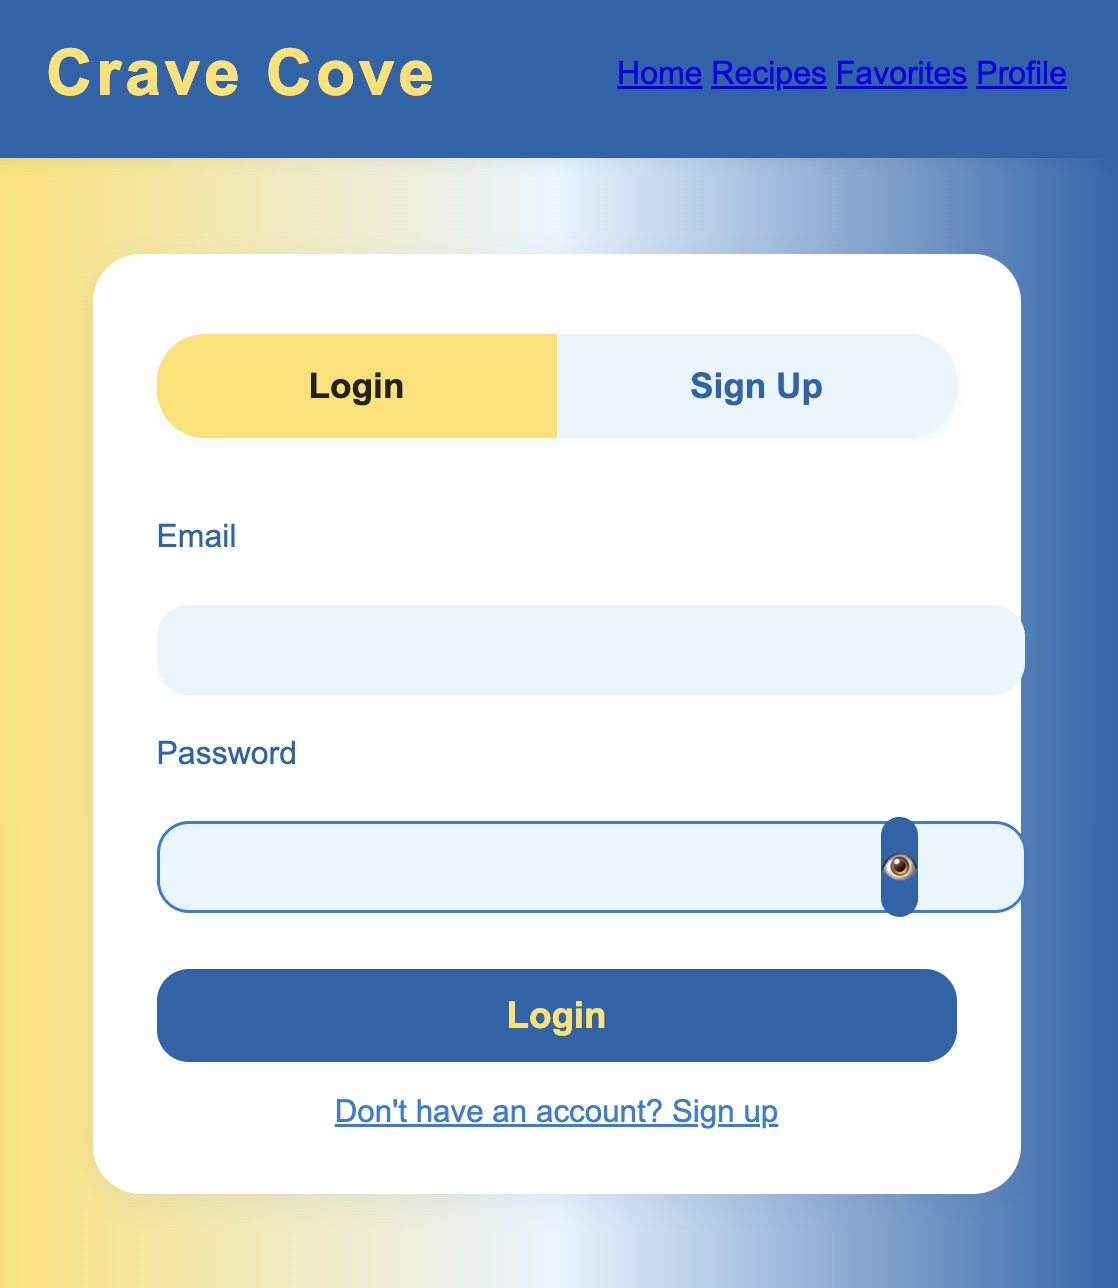 Crave Cove
Home Recipes Favorites Profile
Login
Sign Up
Email
Password
Login
Don't have an account? Sign up